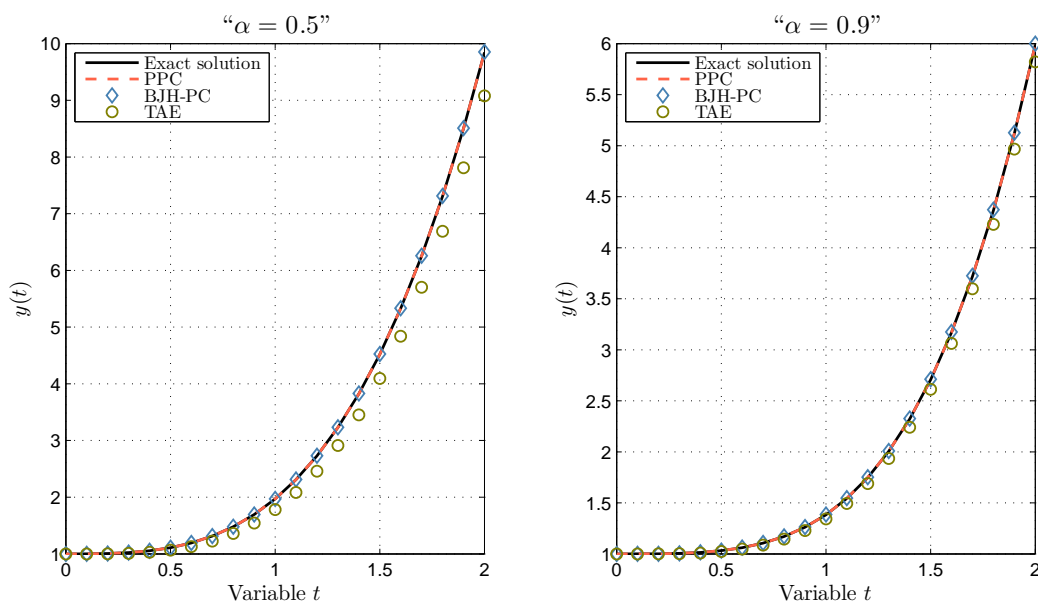 “α = 0.5”
10
9
8
7
6
5
4
3
2
1
0
0.5
1
1.5
2
y(t)
Variable t
Exact solution
PPC
BJH-PC
TAE
“α = 0.9”
6
5.5
5
4.5
4
3.5
3
2.5
2
1.5
1
0
0.5
1
1.5
2
y(t)
Variable t
Exact solution
PPC
BJH-PC
TAE